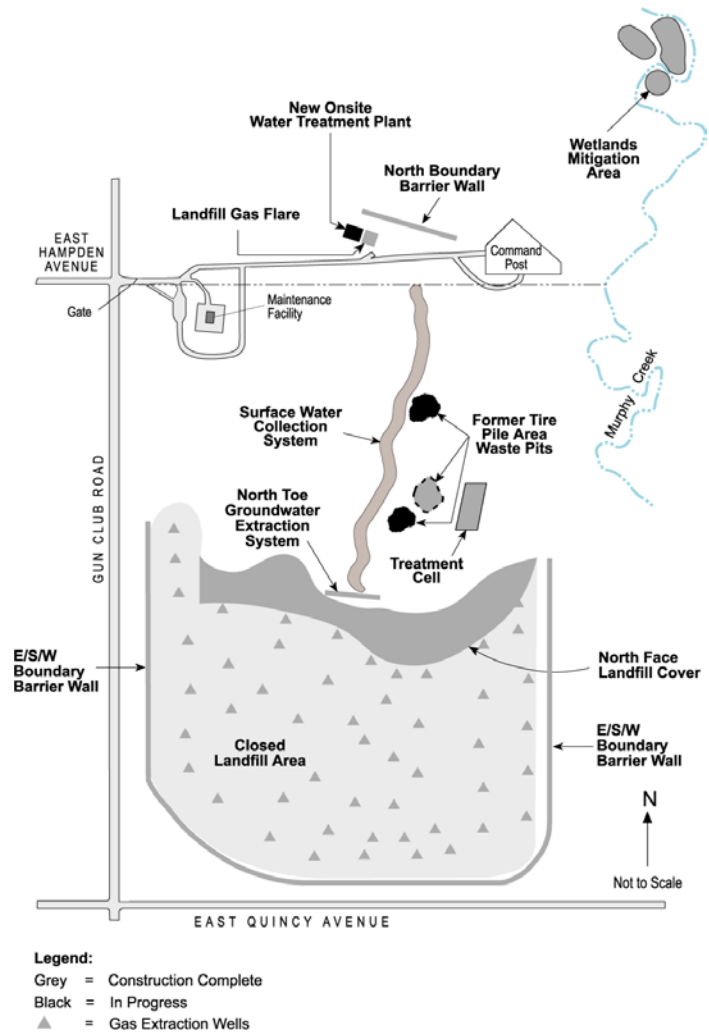 New Onsite
Water Treatment Plant
North Boundary
Barrier Wall
Wetlands
Mitigation
Area
Landfill Gas Flare
EAST
HAMPDEN
AVENUE
Command
Post
Gate
Maintenance
Facility
Murphy Creek
Surface Water
Collection
System
Former Tire
Pile Area
Waste Pits
North Toe
Groundwater
Extraction
System
Treatment
Cell
GUN CLUB ROAD
E/S/W
Boundary
Barrier Wall
North Face
Landfill Cover
Closed
Landfill Area
E/S/W
Boundary
Barrier Wall
N
Not to Scale
EAST QUINCY AVENUE
Legend:
Grey = Construction Complete
Black = In Progress
= Gas Extraction Wells